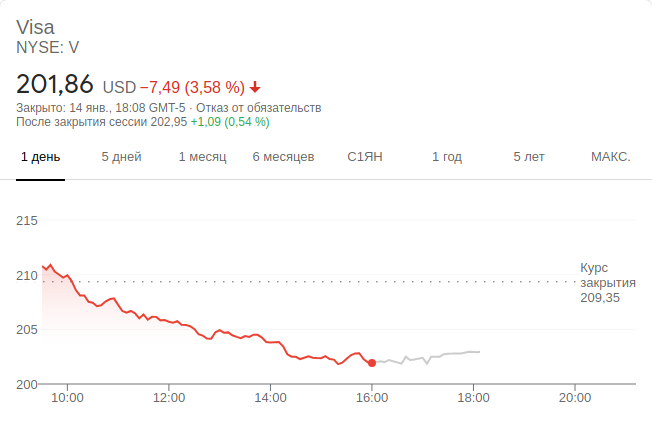 Visa
NYSE: V
201,86 USD −7,49 (3,58 %)
Закрыто: 14 янв., 18:08 GMT-5 · Отказ от обязательств
После закрытия сессии 202,95 +1,09 (0,54 %)
1 день 5 дней 1 месяц 6 месяцев С1ЯН 1 год 5 лет МАКС.
215
210
205
200
Курс
закрытия
209,35
10:00 12:00 14:00 16:00 18:00 20:00